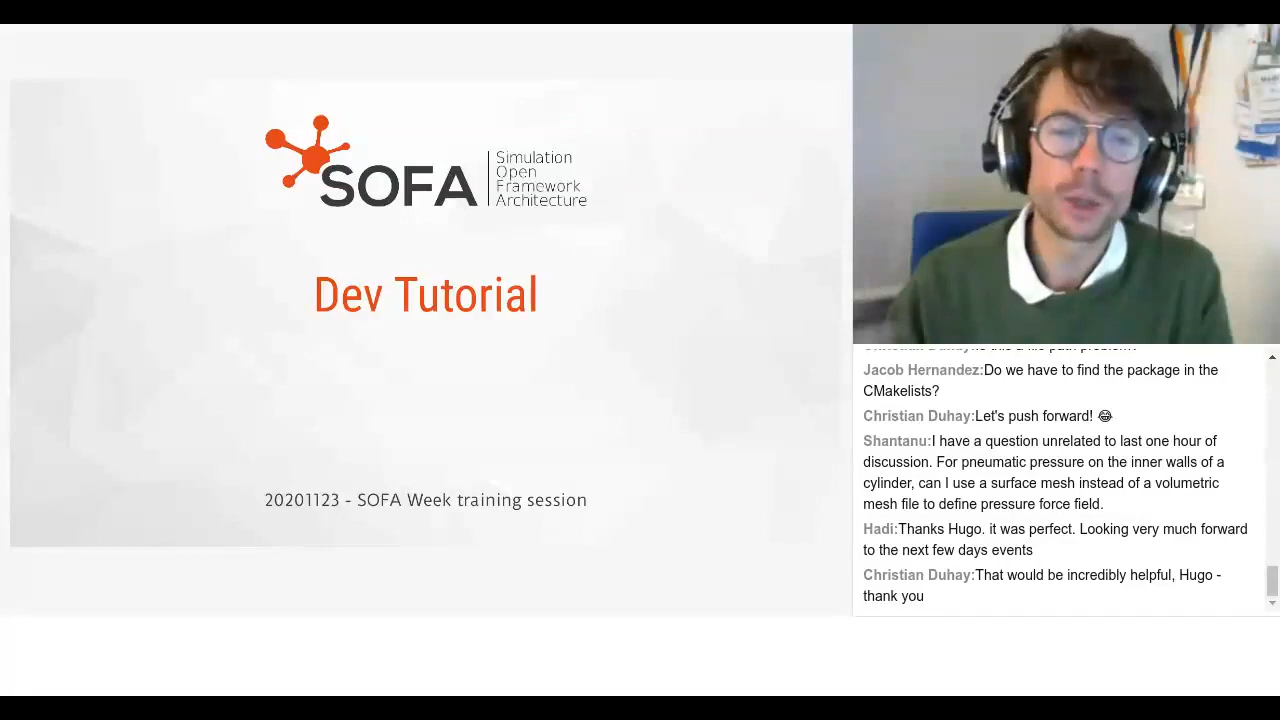 SOFA
Simulation
Open
Framework
Architecture
Dev Tutorial
20201123 - SOFA Week training session
Jacob Hernandez:Do we have to find the package in the
CMakelists?
Christian Duhay:Let's push forward! 😂
Shantanu:I have a question unrelated to last one hour of
discussion. For pneumatic pressure on the inner walls of a
cylinder, can I use a surface mesh instead of a volumetric
mesh file to define pressure force field.
Hadi:Thanks Hugo. it was perfect. Looking very much forward
to the next few days events
Christian Duhay:That would be incredibly helpful, Hugo -
thank you